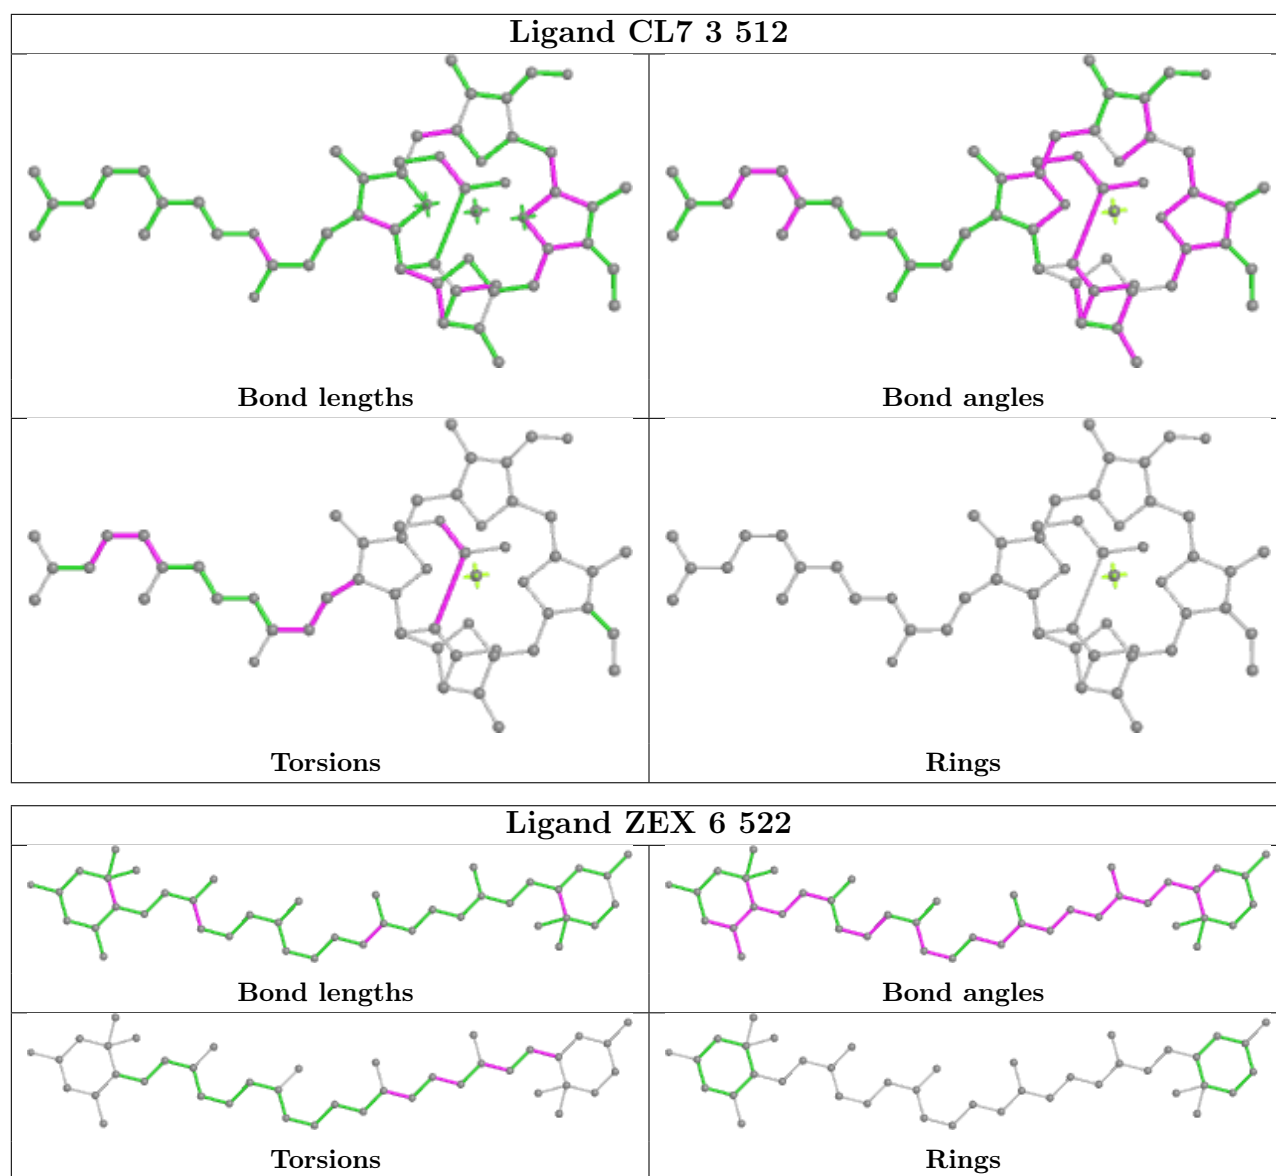 Ligand CL7 3 512
Bond lengths
Bond angles
Torsions
Rings
Ligand ZEX 6 522
Bond lengths
Bond angles
Torsions
Rings